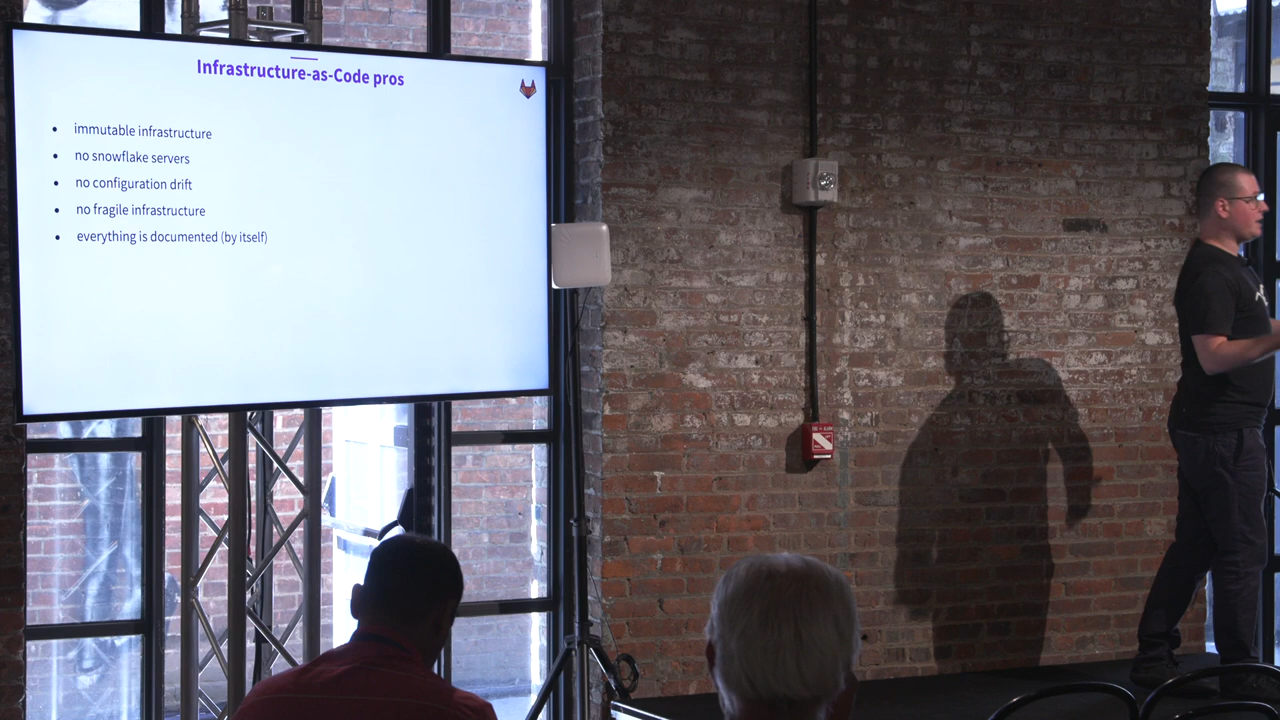 Infrastructure-as-Code pros
immutable infrastructure
no snowflake servers
no configuration drift
no fragile infrastructure
everything is documented (by itself)